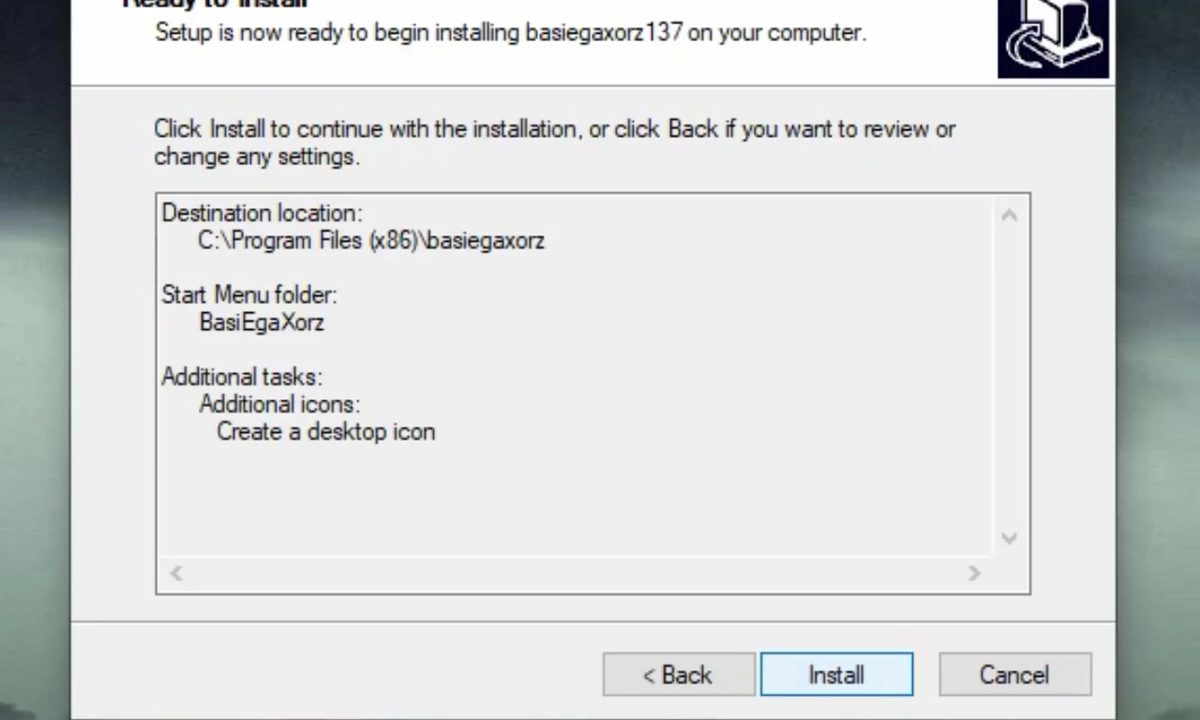 Ready to Install
Setup is now ready to begin installing basiegaxorz137 on your computer.
Click Install to continue with the installation, or click Back if you want to review or
change any settings.
Destination location:
C:\Program Files (x86)\basiegaxorz
Start Menu folder:
BasiEgaXorz
Additional tasks:
Additional icons:
Create a desktop icon
< Back
Install
Cancel